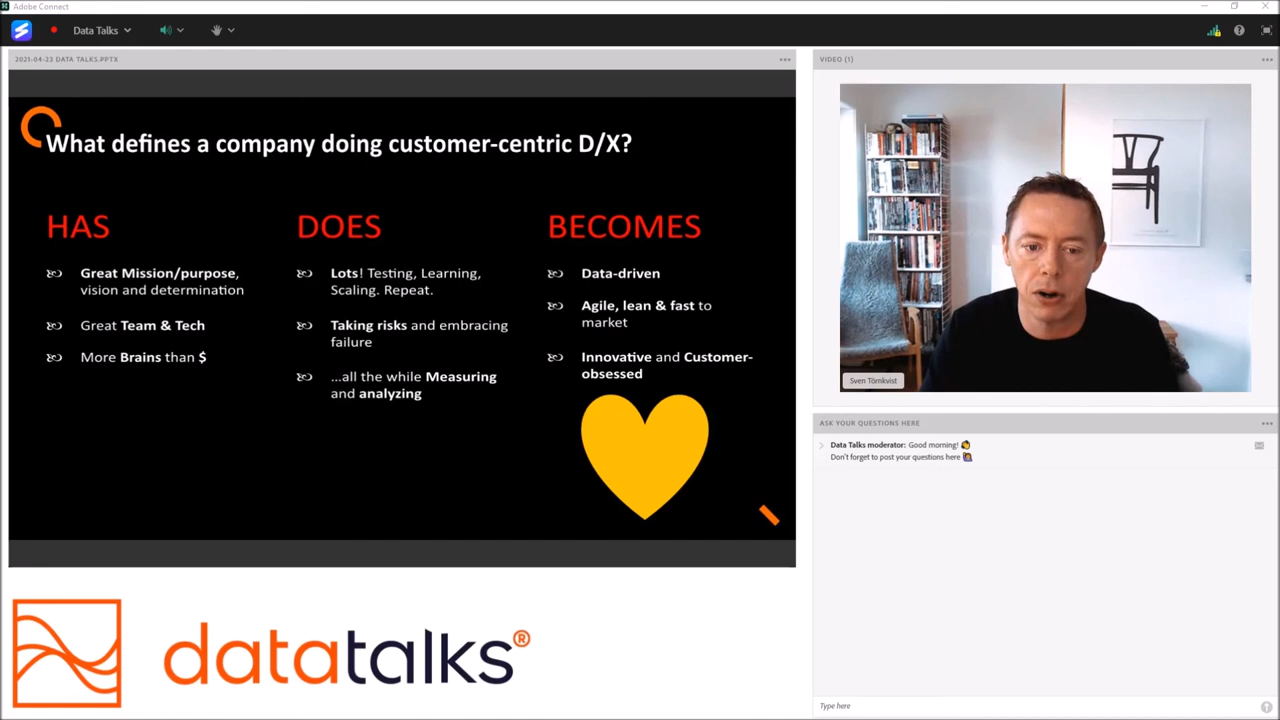 Adobe Connect
Data Talks
2021-04-23 DATA TALKS.PPTX
What defines a company doing customer-centric D/X?
HAS
Great Mission/purpose,
vision and determination
Great Team & Tech
More Brains than $
DOES
Lots! Testing, Learning,
Scaling. Repeat.
Taking risks and embracing
failure
...all the while Measuring
and analyzing
BECOMES
Data-driven
Agile, lean & fast to
market
Innovative and Customer-
obsessed
datatalks®
VIDEO (1)
Sven Törnkvist
ASK YOUR QUESTIONS HERE
Data Talks moderator: Good morning!
Don't forget to post your questions here
Type here